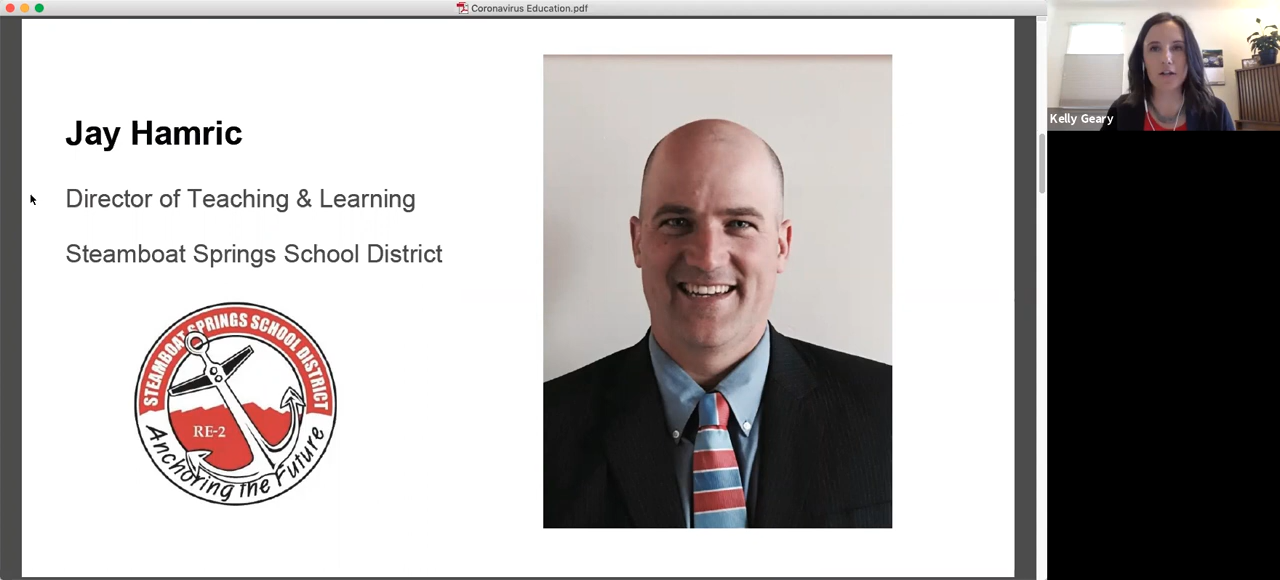 Coronavirus Education.pdf
Jay Hamric
Director of Teaching & Learning
Steamboat Springs School District
STEAMBOAT SPRINGS SCHOOL DISTRICT
RE-2
Anchoring the Future
Kelly Geary